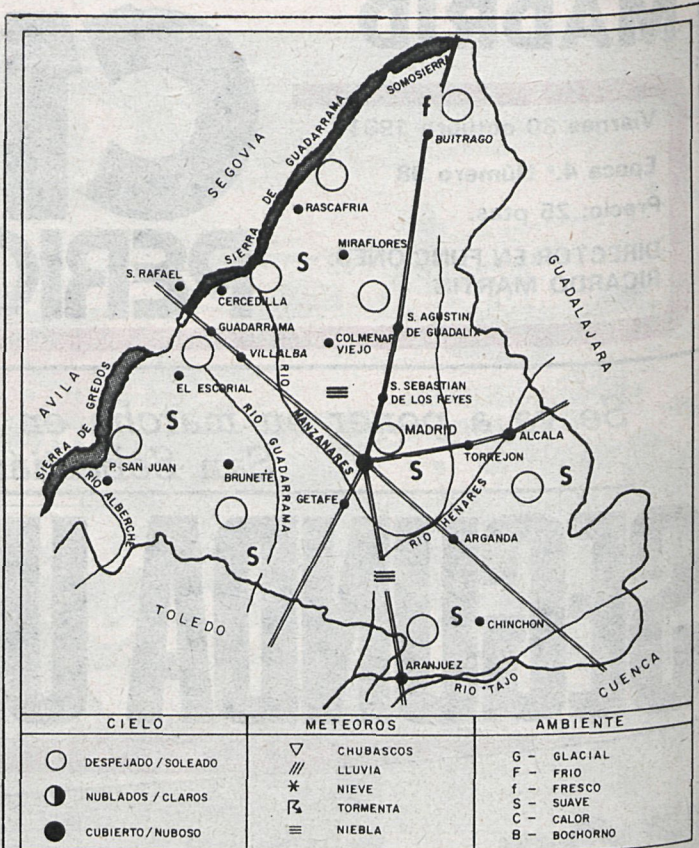 SOMOSIERRA
f
BUITRAGO
SEGOVIA
SIERRA DE GUADARRAMA
RASCAFRIA
MIRAFLORES
S
S. RAFAEL
CERCEDILLA
GUADALAJARA
GUADARRAMA
S. AGUSTIN
DE GUADALIX
COLMENAR
VIEJO
VILLALBA
EL ESCORIAL
AVILA
SIERRA DE GREDOS
S
RIO MANZANARES
RIO GUADARRAMA
S. SEBASTIAN
DE LOS REYES
MADRID
ALCALA
TORREJON
S
S
P. SAN JUAN
RIO ALBERCHE
BRUNETE
GETAFE
RIO HENARES
ARGANDA
S
TOLEDO
S
CHINCHON
ARANJUEZ
RIO TAJO
CUENCA
CIELO
DESPEJADO / SOLEADO
NUBLADOS / CLAROS
CUBIERTO / NUBOSO
METEOROS
CHUBASCOS
LLUVIA
NIEVE
TORMENTA
NIEBLA
AMBIENTE
G - GLACIAL
F - FRIO
f - FRESCO
S - SUAVE
C - CALOR
B - BOCHORNO